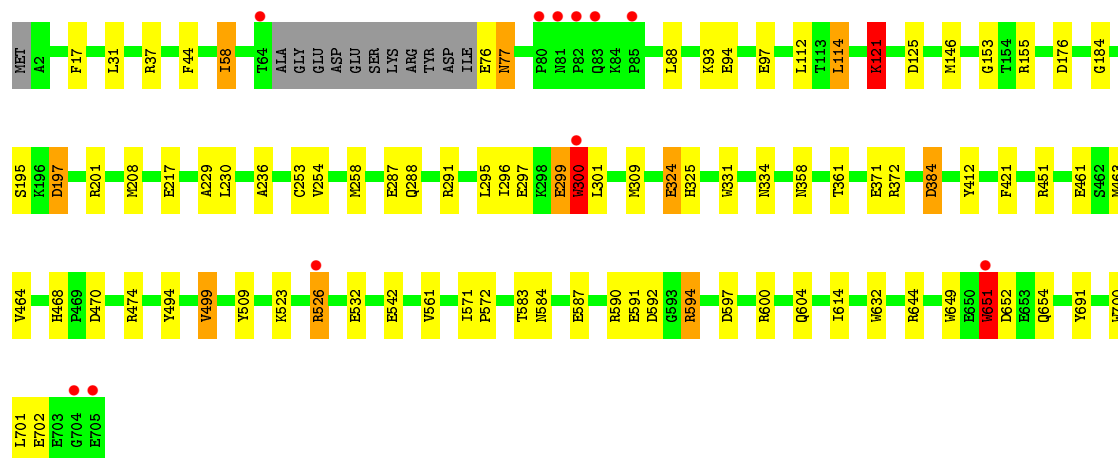 MET A2 F17 L31 R37 F44 I58 T64 ALA GLY GLU GLU ASP GLU SER LYS ARG TYR ASP ILE E76 N77 P80 N81 P82 Q83 K84 P85 L88 K93 E94 E97 L112 T113 L114 K121 D125 M146 G153 T154 R155 D176 G184
S195 K196 D197 R201 M208 E217 A229 L230 A236 C253 V254 M258 E287 Q288 R291 L295 I296 E297 K298 E299 W300 L301 M309 E324 H325 W331 N334 N358 T361 E371 R372 D384 Y412 F421 R451 E461 S462 M463
V464 H468 P469 D470 R474 Y494 V499 Y509 K523 R526 E532 E542 V561 I571 P572 T583 N584 E587 R590 E591 D592 G593 R594 D597 R600 Q604 I614 W632 R644 W649 E650 W651 D652 E653 Q654 Y691 W700
L701 E702 E703 G704 E705